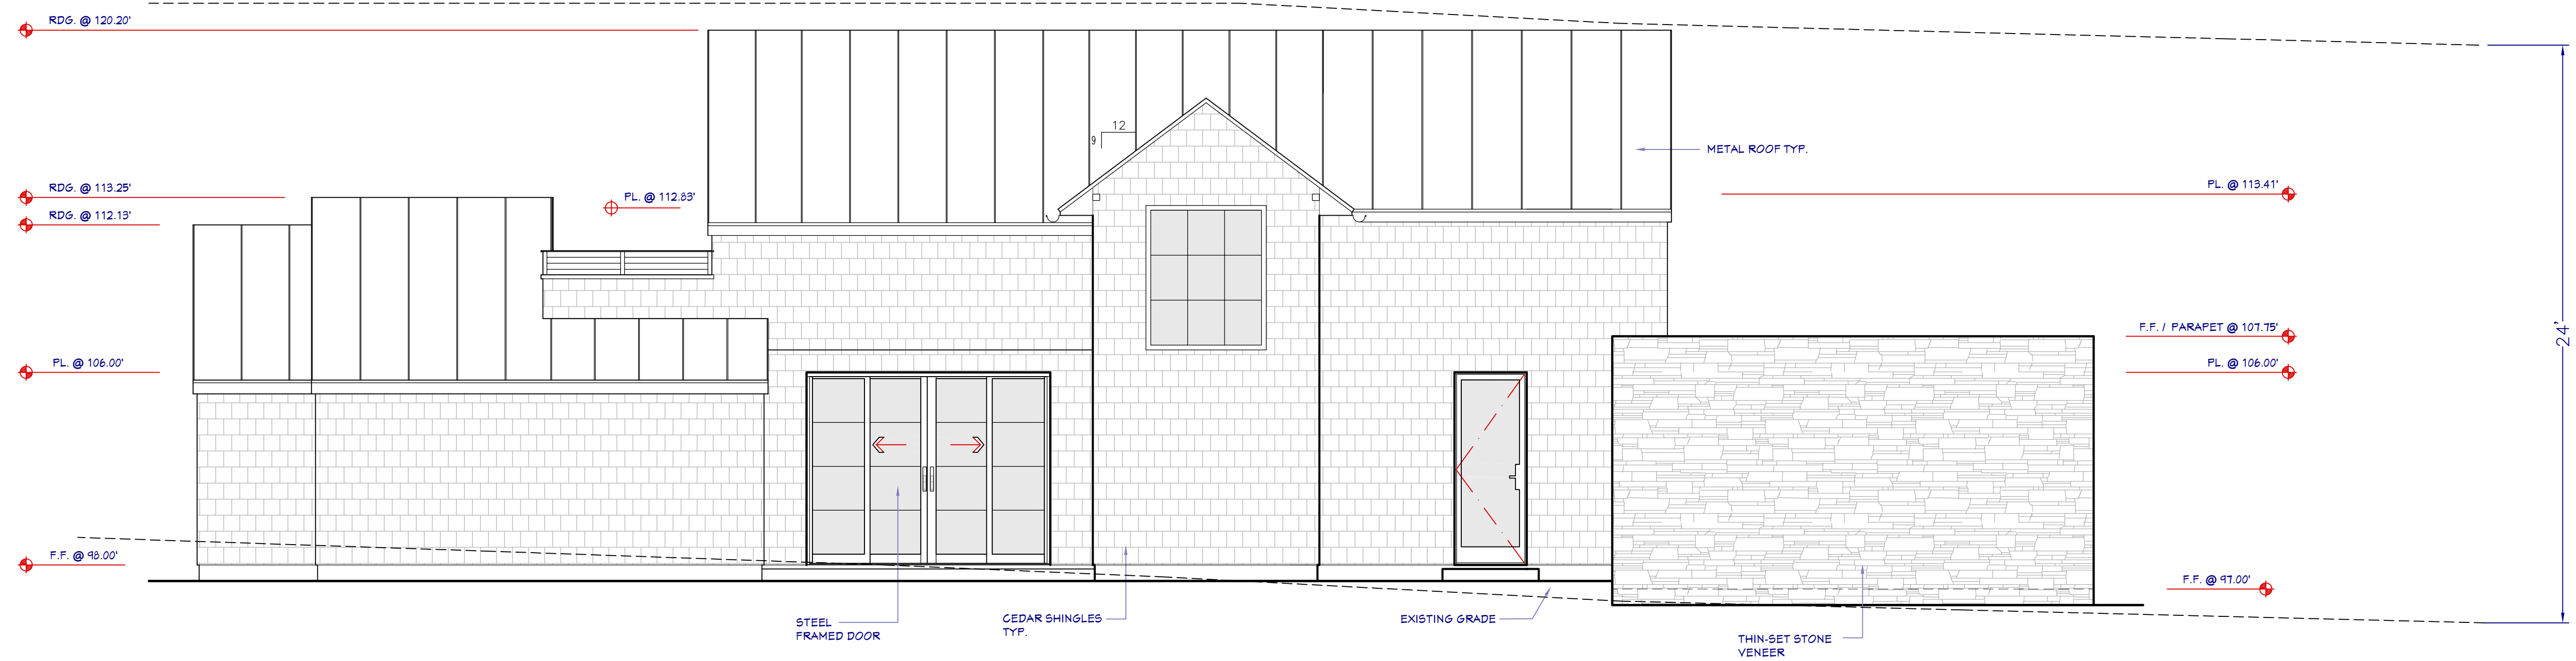 RDG. @ 120.20'
12
9
METAL ROOF TYP.
RDG. @ 113.25'
PL. @ 112.83'
PL. @ 113.41'
RDG. @ 112.13'
F.F. / PARAPET @ 107.75'
24'
PL. @ 106.00'
PL. @ 106.00'
F.F. @ 98.00'
F.F. @ 97.00'
STEEL
FRAMED DOOR
CEDAR SHINGLES
TYP.
EXISTING GRADE
THIN-SET STONE
VENEER